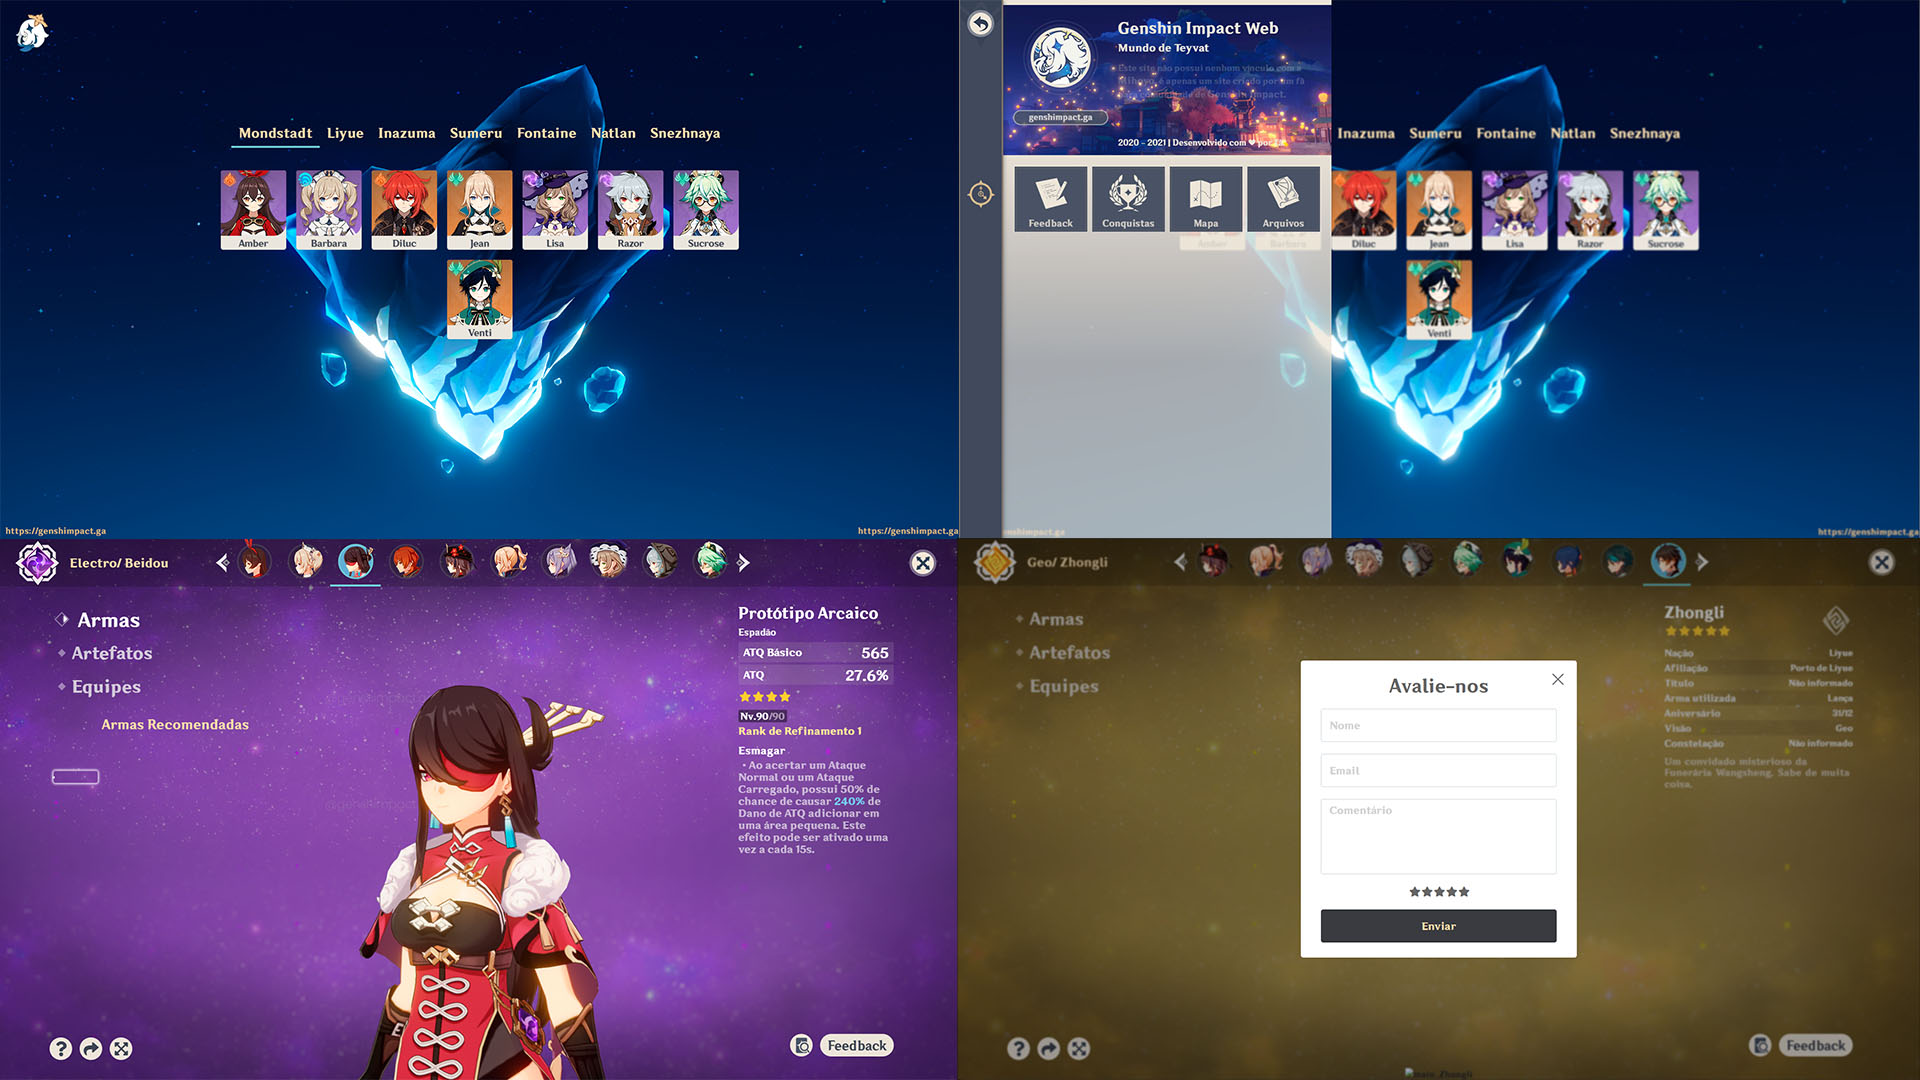 Mondstadt Liyue Inazuma Sumeru Fontaine Natlan Snezhnaya
Amber Barbara Diluc Jean Lisa Razor Sucrose
Venti
https://genshimpact.ga
https://genshimpact.ga
Genshin Impact Web
Mundo de Teyvat
Este site não possui nenhum vínculo com a
Mihoyo, é apenas um site criado por um fã
de Genshin Impact.
genshimpact.ga
2020 - 2021 | Desenvolvido com ❤ por
Feedback Conquistas Mapa Arquivos
Inazuma Sumeru Fontaine Natlan Snezhnaya
Amber Barbara Diluc Jean Lisa Razor Sucrose
Venti
nshimpact.ga
https://genshimpact.ga
Electro/ Beidou
Armas
Artefatos
Equipes
Armas Recomendadas
@genshimpact
Protótipo Arcaico
Espadão
ATQ Básico 565
ATQ 27.6%
Nv.90/90
Rank de Refinamento 1
Esmagar
• Ao acertar um Ataque
Normal ou um Ataque
Carregado, possui 50% de
chance de causar 240% de
Dano de ATQ adicionar em
uma área pequena. Este
efeito pode ser ativado uma
vez a cada 15s.
?
Feedback
Geo/ Zhongli
Armas
Artefatos
Equipes
Avalie-nos
Nome
Email
Comentário
Enviar
Zhongli
Nação Liyue
Afiliação Porto de Liyue
Título Não informado
Arma utilizada Lança
Aniversário 31/12
Visão Geo
Constelação Não informado
Um convidado misterioso da
Funerária Wangsheng. Sabe de muita
coisa.
?
Feedback
Zhongli